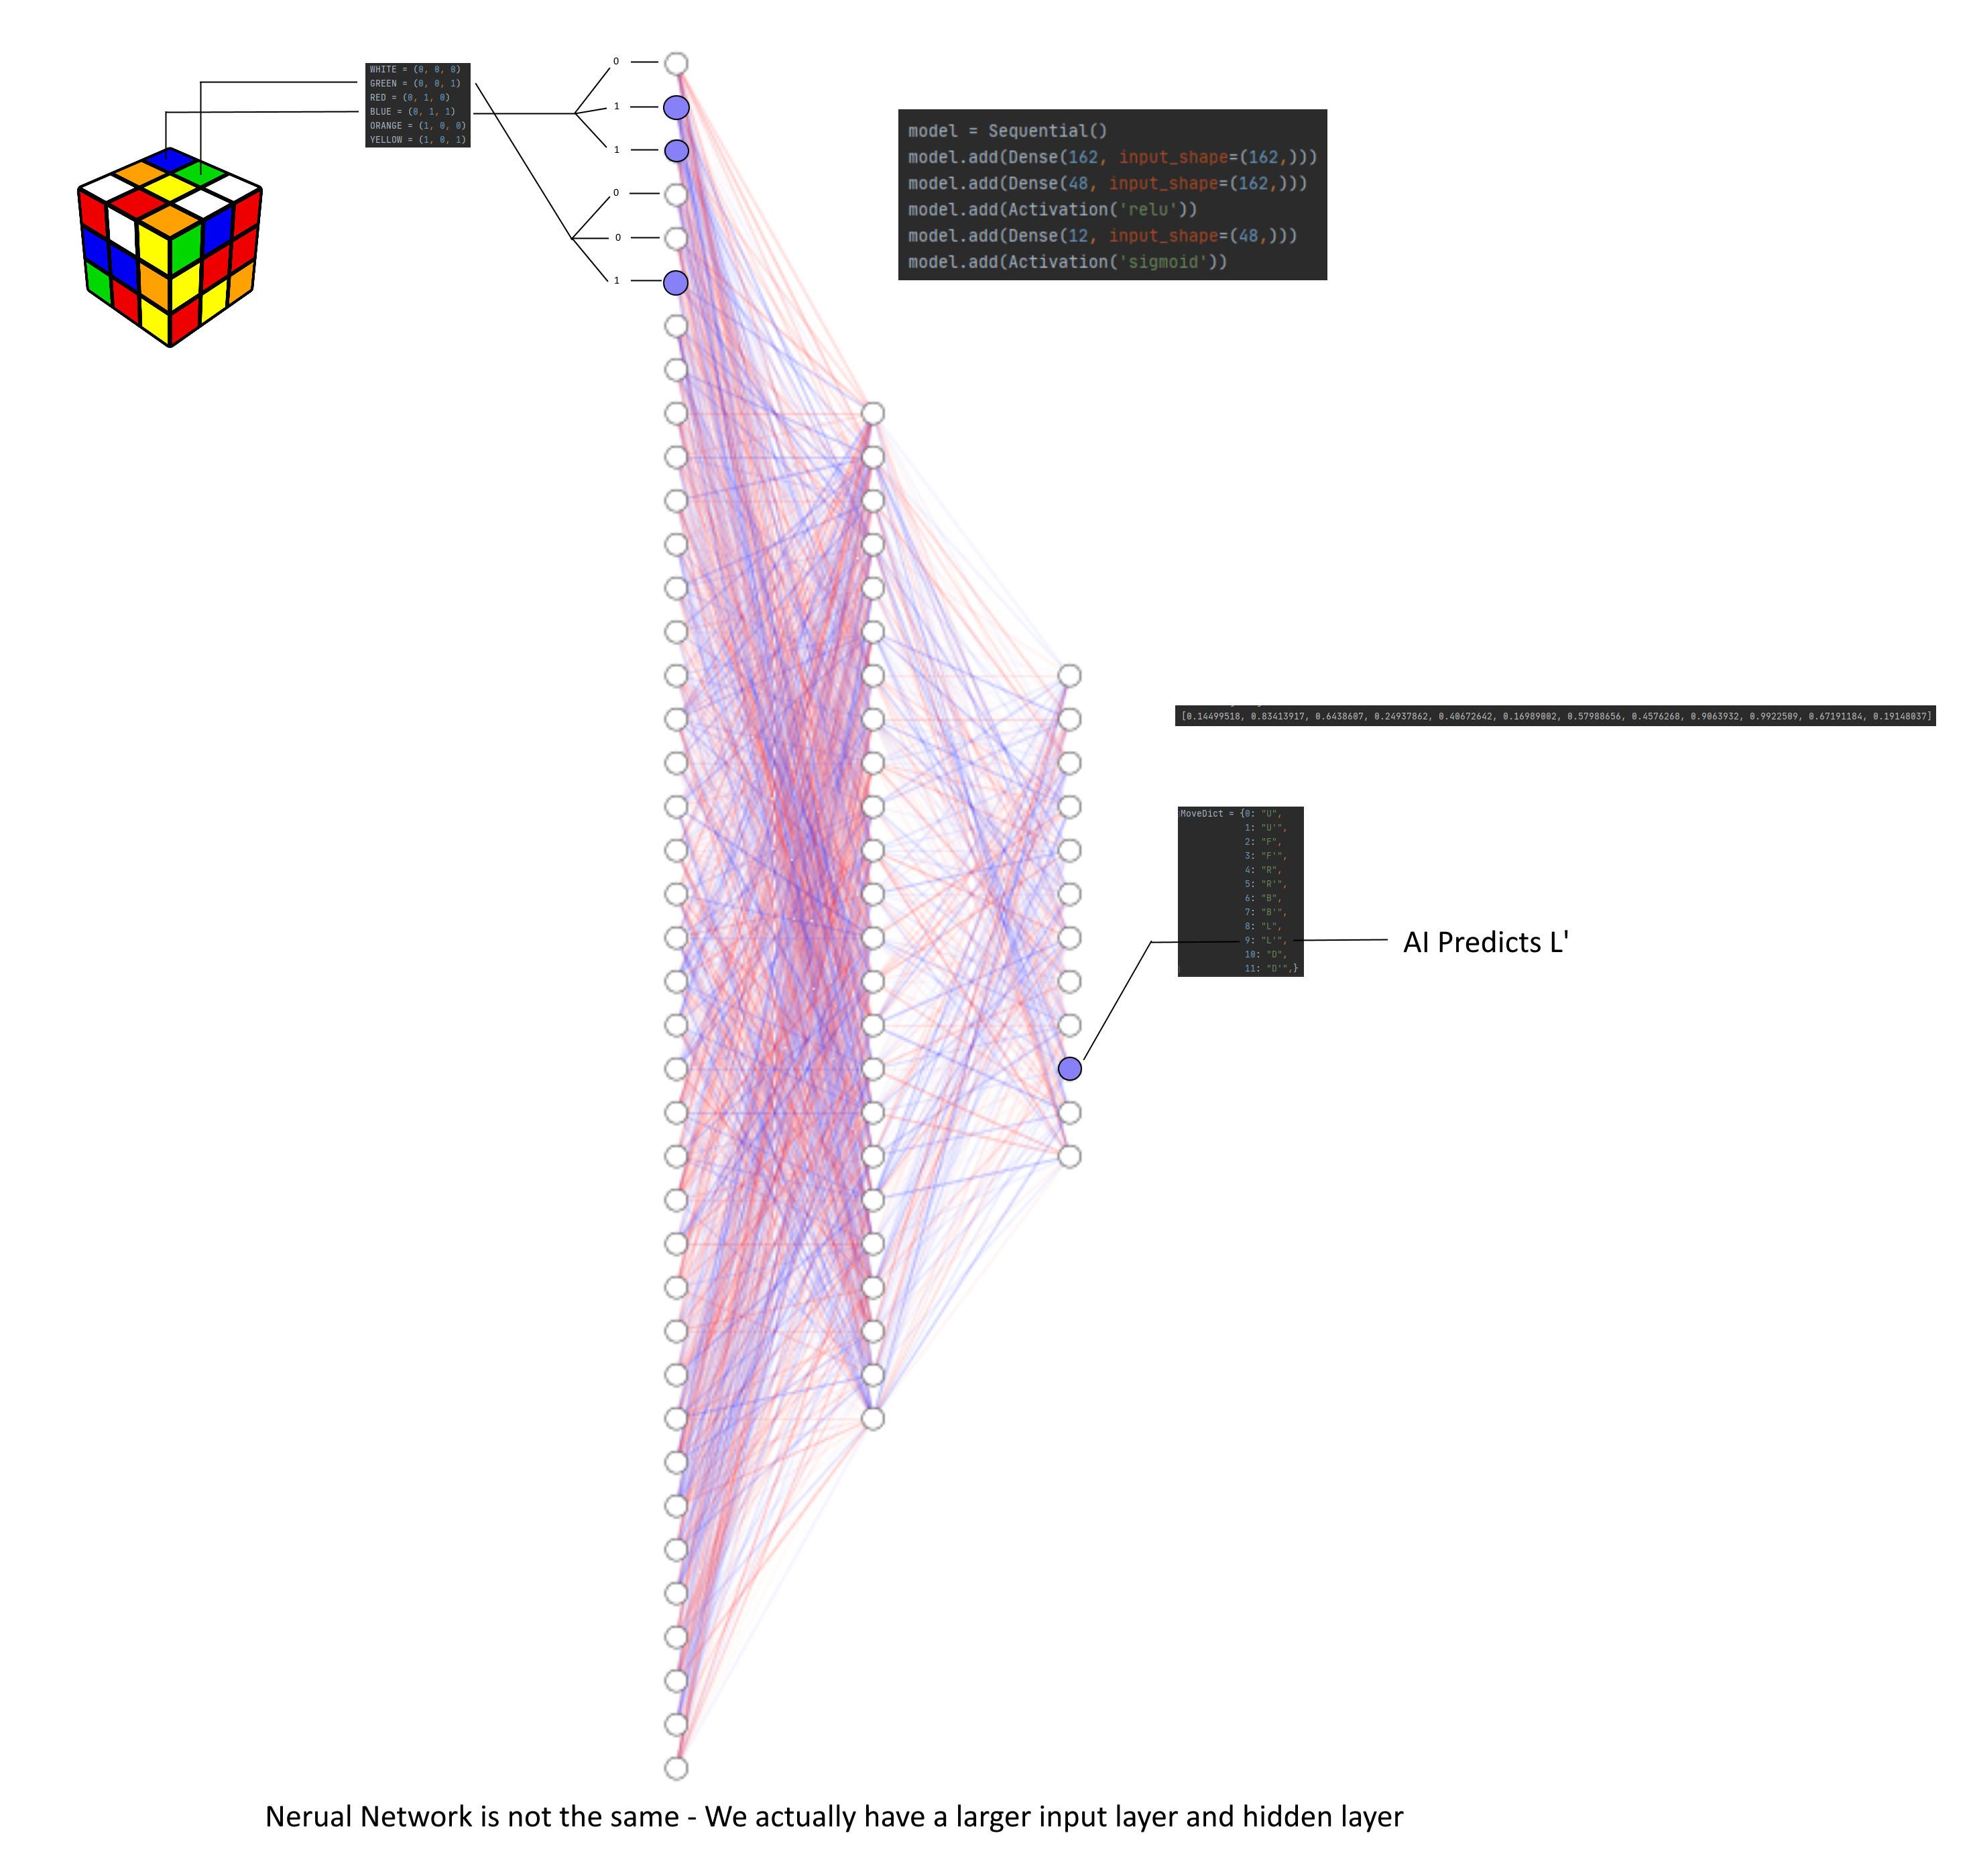 WHITE = (0, 0, 0)
GREEN = (0, 0, 1)
RED = (0, 1, 0)
BLUE = (0, 1, 1)
ORANGE = (1, 0, 0)
YELLOW = (1, 0, 1)
0
1
1
0
0
1
model = Sequential()
model.add(Dense(162, input_shape=(162,)))
model.add(Dense(48, input_shape=(162,)))
model.add(Activation('relu'))
model.add(Dense(12, input_shape=(48,)))
model.add(Activation('sigmoid'))
[0.14499518, 0.83413917, 0.6438607, 0.24937862, 0.40672642, 0.16989002, 0.57988656, 0.4576268, 0.9063932, 0.9922509, 0.67191184, 0.19148037]
MoveDict = {0: "U",
1: "U'",
2: "F",
3: "F'",
4: "R",
5: "R'",
6: "B",
7: "B'",
8: "L",
9: "L'",
10: "D",
11: "D'",}
AI Predicts L'
Nerual Network is not the same - We actually have a larger input layer and hidden layer